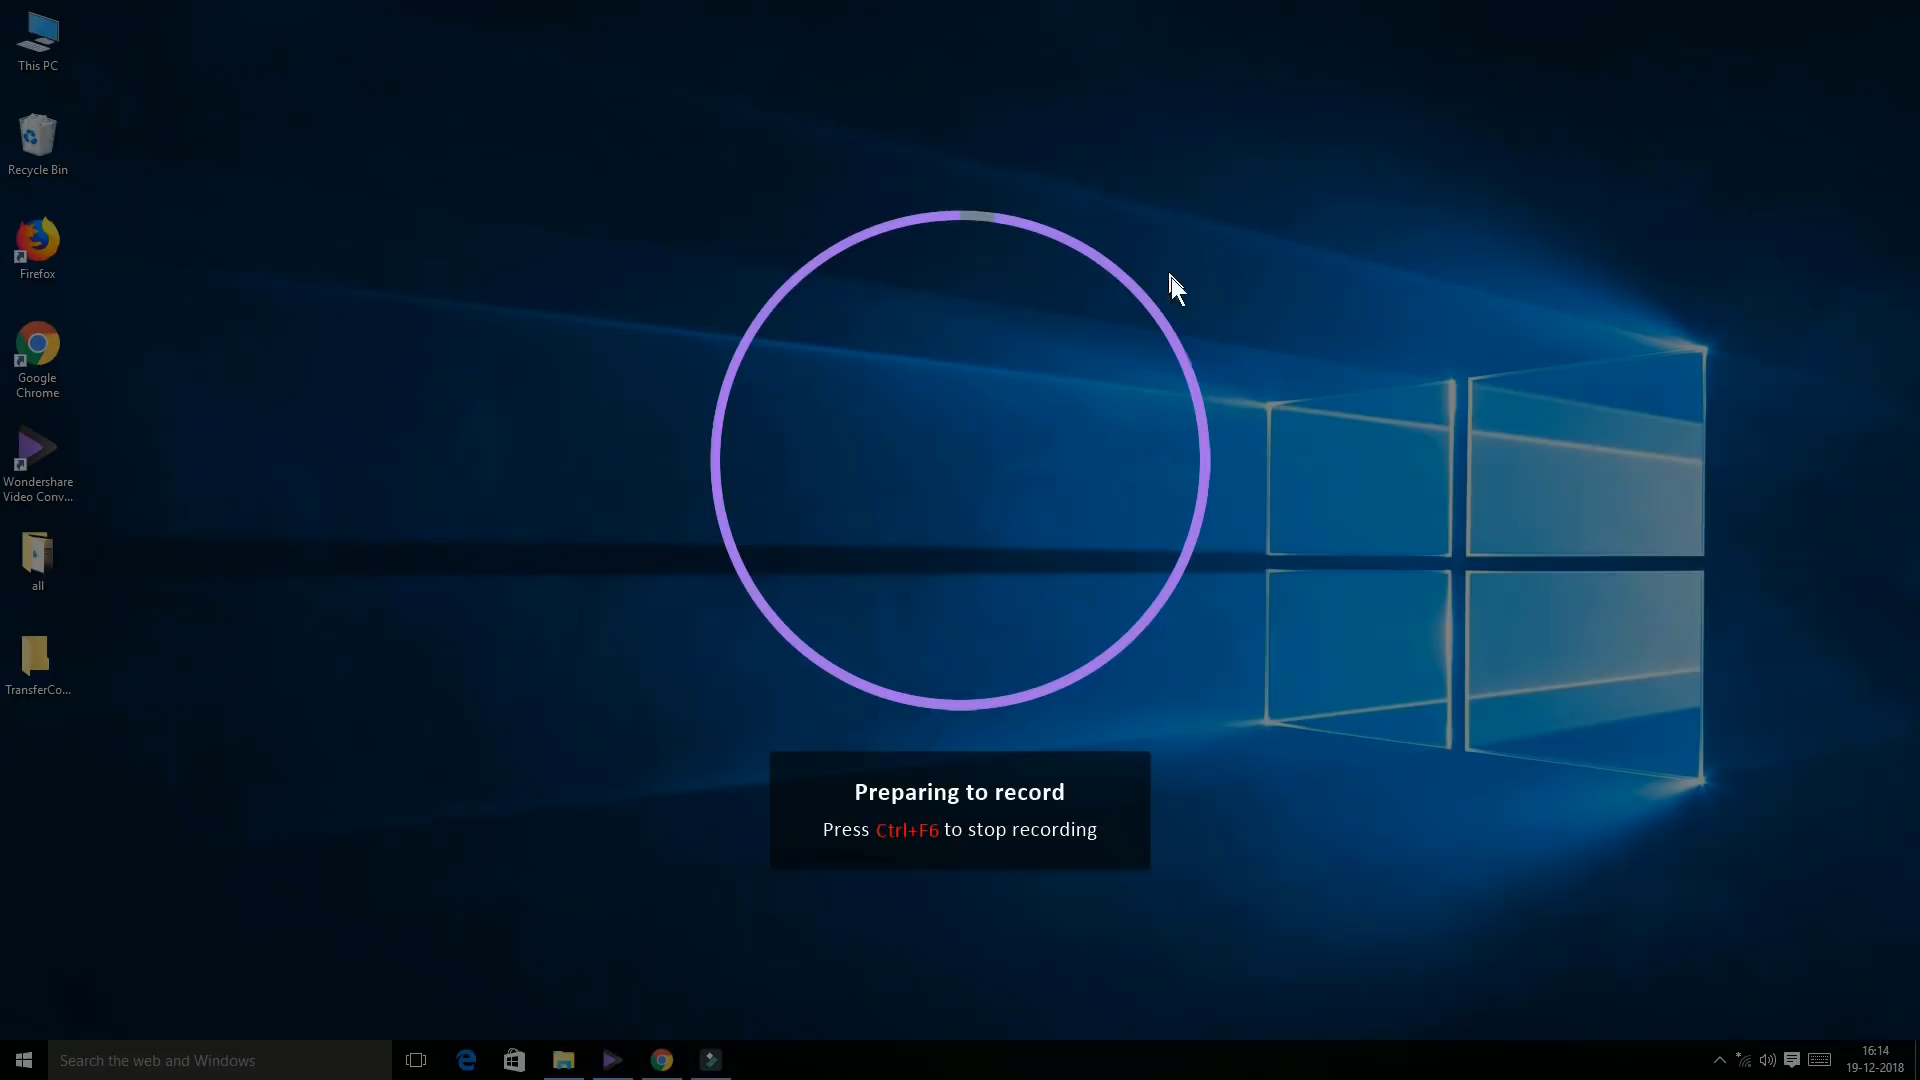 This PC
Recycle Bin
Firefox
Google
Chrome
Wondershare
Video Conv...
all
TransferCo...
Preparing to record
Press Ctrl+F6 to stop recording
Search the web and Windows
16:14
19-12-2018